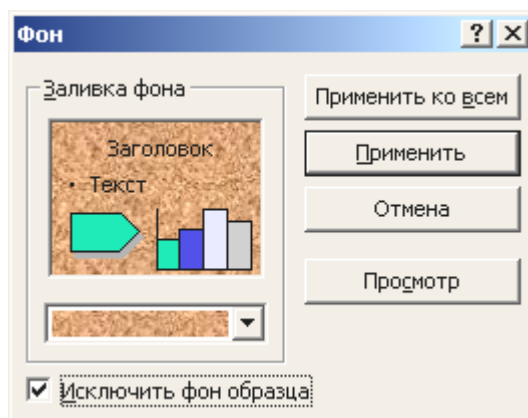 Фон
Заливка фона
Заголовок
• Текст
Применить ко всем
Применить
Отмена
Просмотр
Исключить фон образца